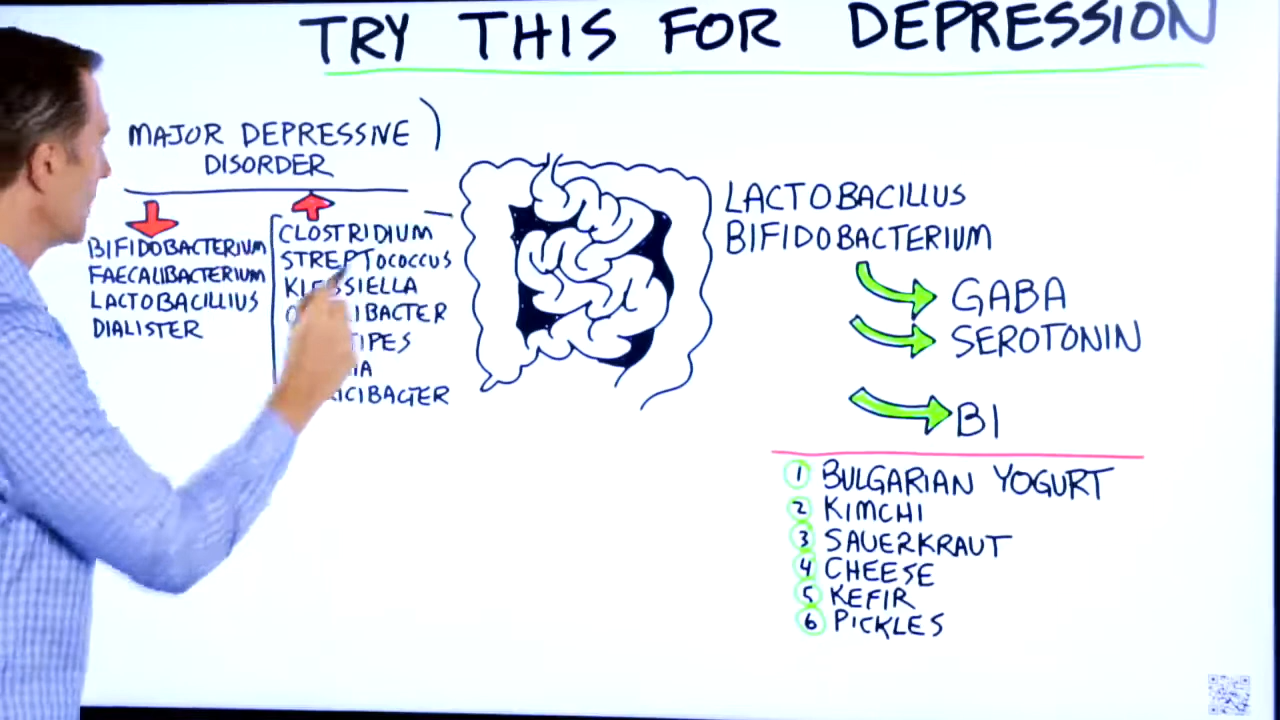 TRY THIS FOR DEPRESSION
MAJOR DEPRESSIVE
DISORDER
BIFIDOBACTERIUM
FAECALIBACTERIUM
LACTOBACILLIUS
DIALISTER
CLOSTRIDIUM
STREPTOCOCCUS
LACTOBACILLUS
BIFIDOBACTERIUM
GABA
SEROTONIN
B1
1 BULGARIAN YOGURT
2 KIMCHI
3 SAUERKRAUT
4 CHEESE
5 KEFIR
6 PICKLES